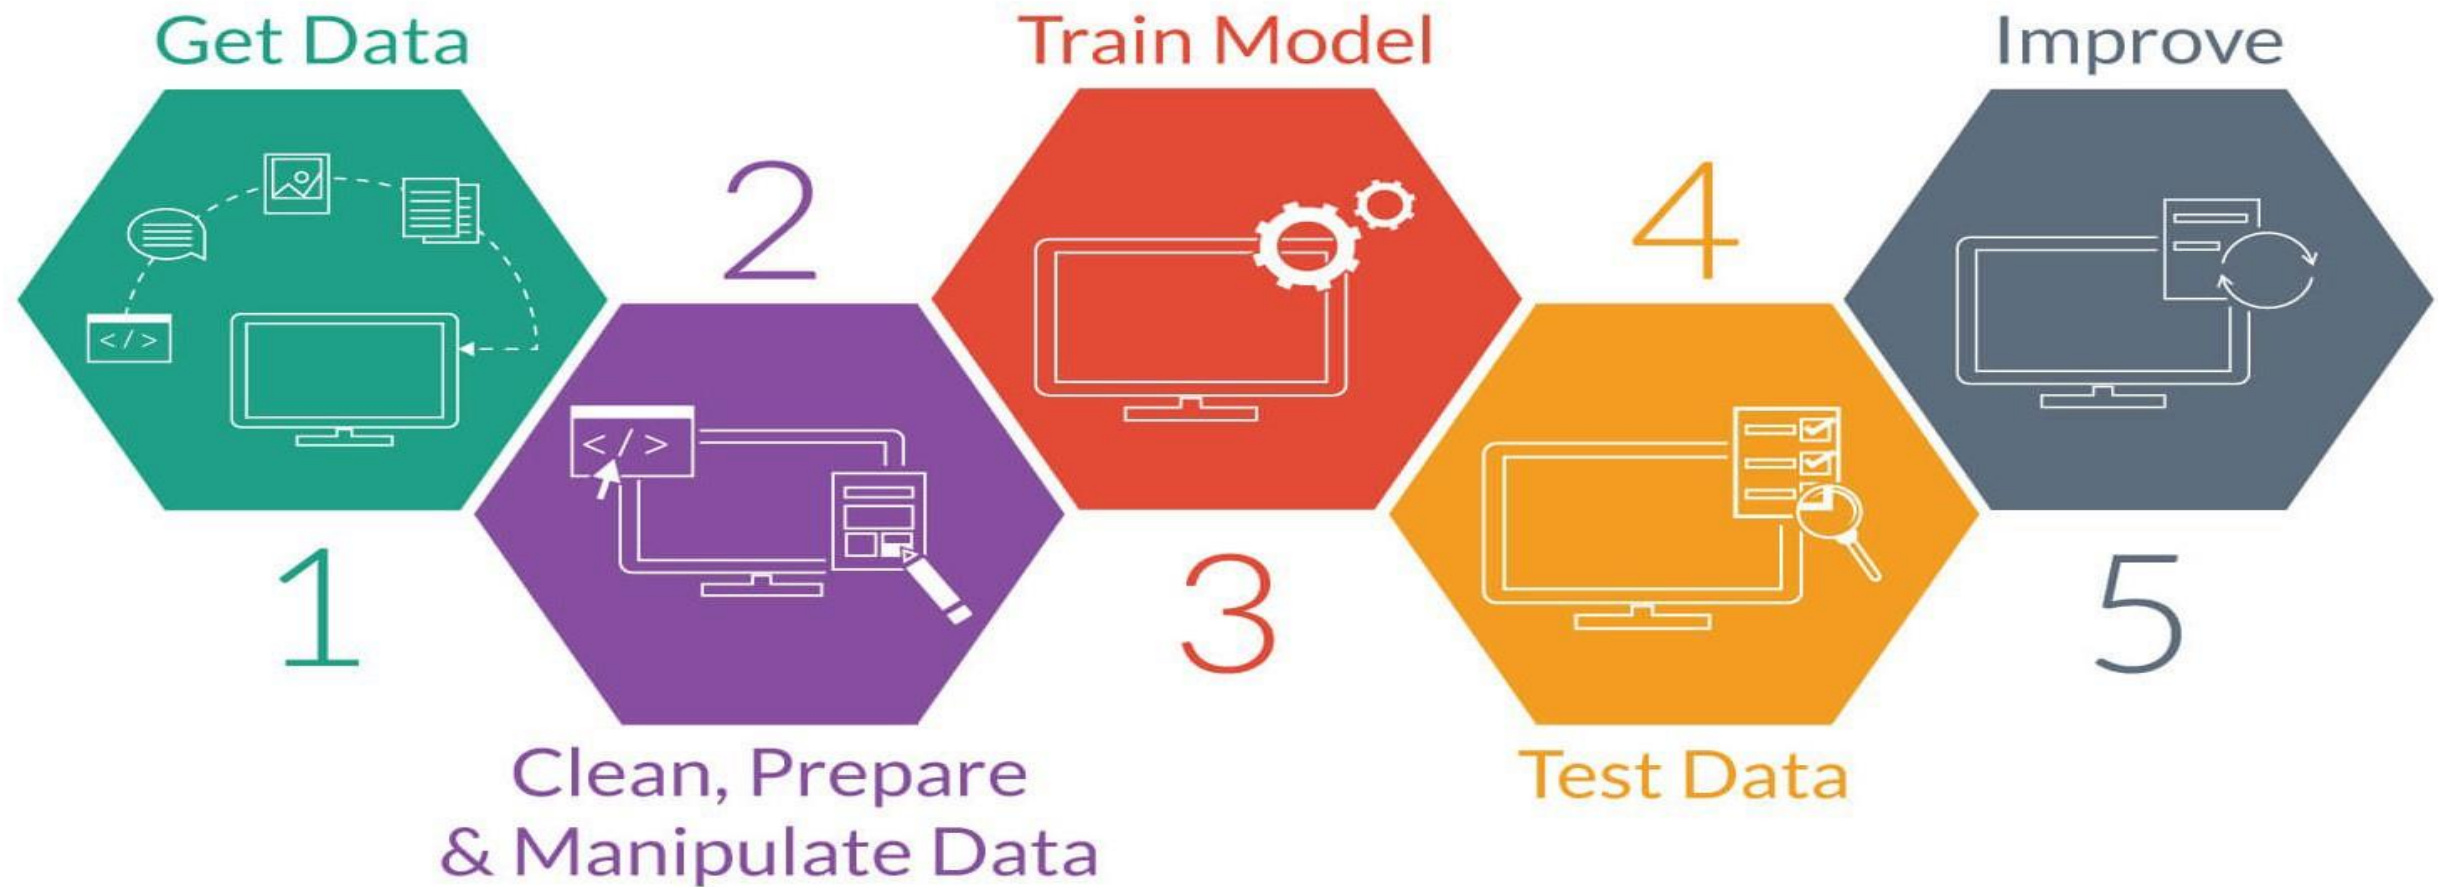 Get Data
Train Model
Improve
2
4
</>
</>
1
3
5
Clean, Prepare
& Manipulate Data
Test Data